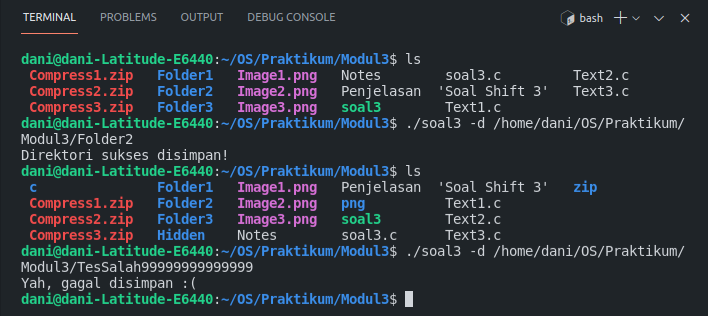 TERMINAL OUTPUT DEBUG CONSOLE bash
dani@dani-Latitude-E6440:~/OS/Praktikum/Modul3$ ls
Compress1.zip Folder1 Image1.png Notes soal3.c Text2.c
Compress2.zip Folder2 Image2.png Penjelasan 'Soal Shift 3' Text3.c
Compress3.zip Folder3 Image3.png soal3 Text1.c
dani@dani-Latitude-E6440:~/OS/Praktikum/Modul3$ ./soal3 -d /home/dani/OS/Praktikum/
Modul3/Folder2
Direktori sukses disimpan!
dani@dani-Latitude-E6440:~/OS/Praktikum/Modul3$ ls
c Folder1 Image1.png Penjelasan 'Soal Shift 3' zip
Compress1.zip Folder2 Image2.png png Text1.c
Compress2.zip Folder3 Image3.png soal3 Text2.c
Compress3.zip Hidden Notes soal3.c Text3.c
dani@dani-Latitude-E6440:~/OS/Praktikum/Modul3$ ./soal3 -d /home/dani/OS/Praktikum/
Modul3/TesSalah99999999999999
Yah, gagal disimpan :(
dani@dani-Latitude-E6440:~/OS/Praktikum/Modul3$